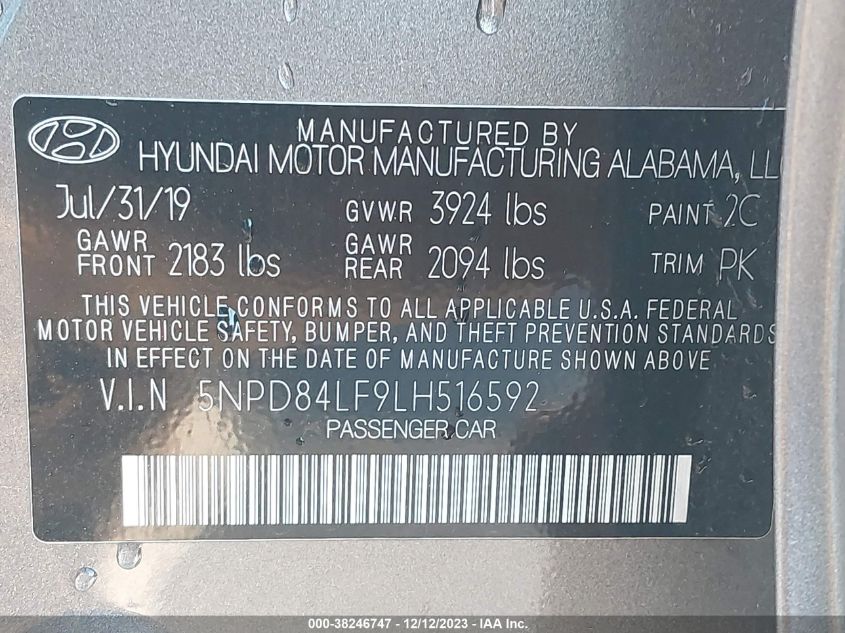 MANUFACTURED BY
HYUNDAI MOTOR MANUFACTURING ALABAMA, LLC
Jul/31/19 GVWR 3924 lbs PAINT 2C
GAWR FRONT 2183 lbs GAWR REAR 2094 lbs TRIM PK
THIS VEHICLE CONFORMS TO ALL APPLICABLE U.S.A. FEDERAL
MOTOR VEHICLE SAFETY, BUMPER, AND THEFT PREVENTION STANDARDS
IN EFFECT ON THE DATE OF MANUFACTURE SHOWN ABOVE
V.I.N 5NPD84LF9LH516592
PASSENGER CAR
000-38246747 - 12/12/2023 - IAA Inc.